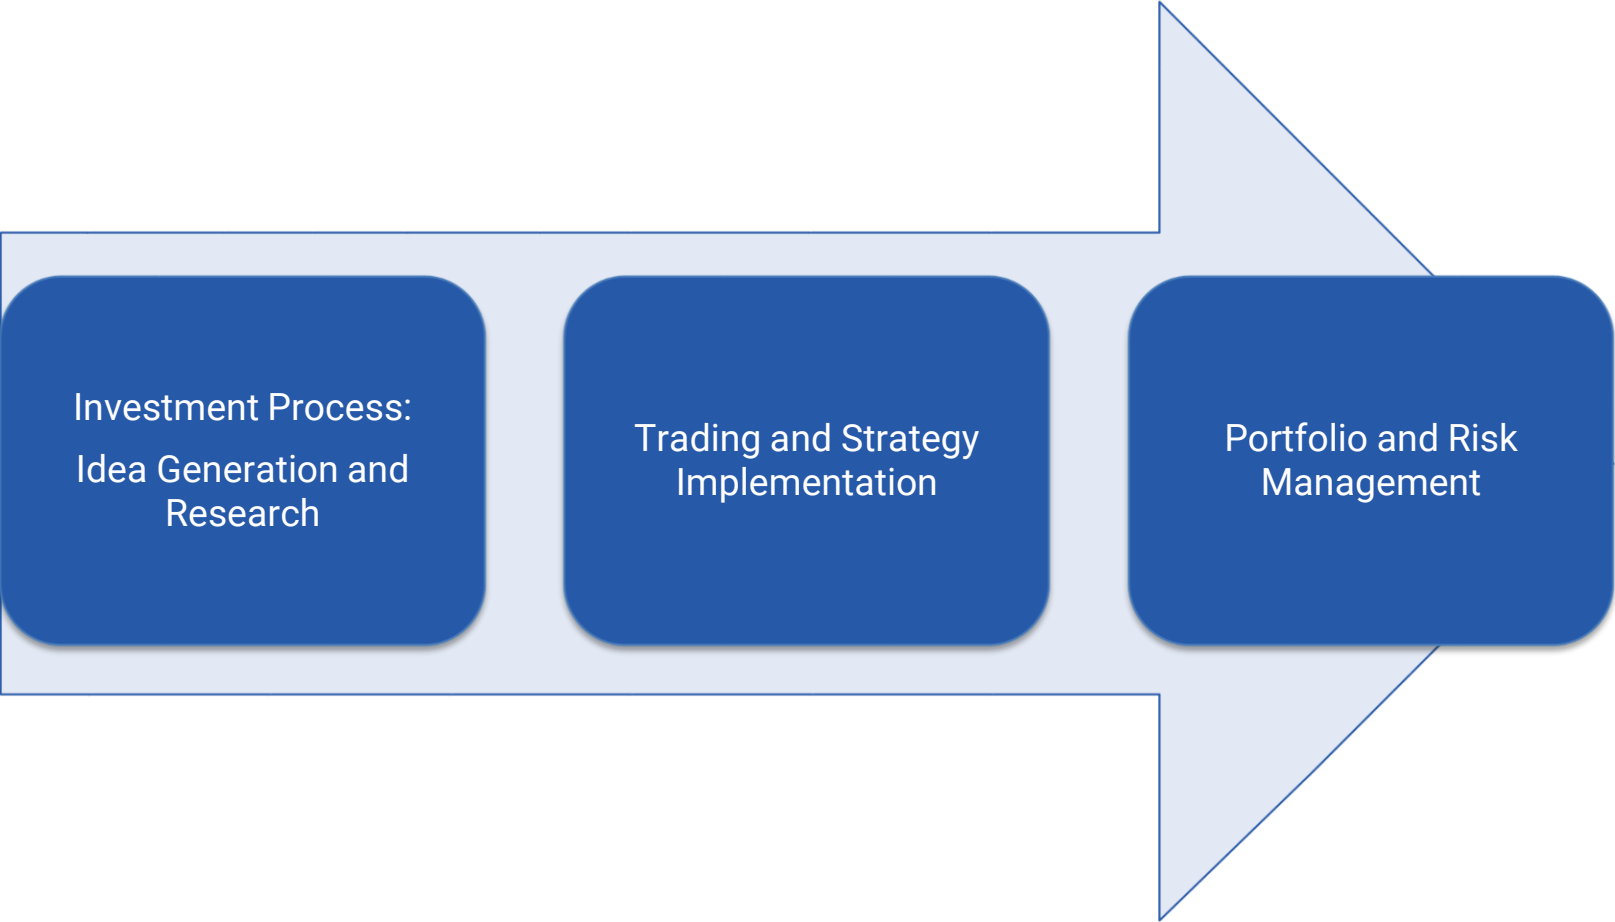 Investment Process:
Idea Generation and
Research
Trading and Strategy
Implementation
Portfolio and Risk
Management